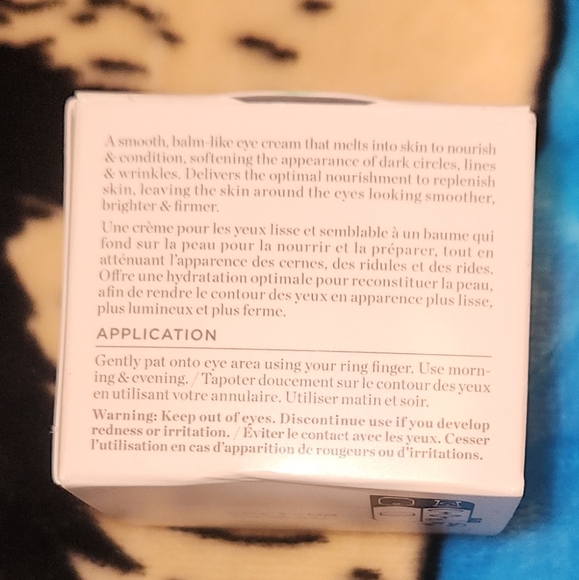 A smooth, balm-like eye cream that melts into skin to nourish
& condition, softening the appearance of dark circles, lines
& wrinkles. Delivers the optimal nourishment to replenish
skin, leaving the skin around the eyes looking smoother,
brighter & firmer.
Une crème pour les yeux lisse et semblable à un baume qui
fond sur la peau pour la nourrir et la préparer, tout en
atténuant l'apparence des cernes, des ridules et des rides.
Offre une hydratation optimale pour reconstituer la peau,
afin de rendre le contour des yeux en apparence plus lisse,
plus lumineux et plus ferme.
APPLICATION
Gently pat onto eye area using your ring finger. Use morn-
ing & evening. / Tapoter doucement sur le contour des yeux
en utilisant votre annulaire. Utiliser matin et soir.
Warning: Keep out of eyes. Discontinue use if you develop
redness or irritation. / Éviter le contact avec les yeux. Cesser
l'utilisation en cas d'apparition de rougeurs ou d'irritations.